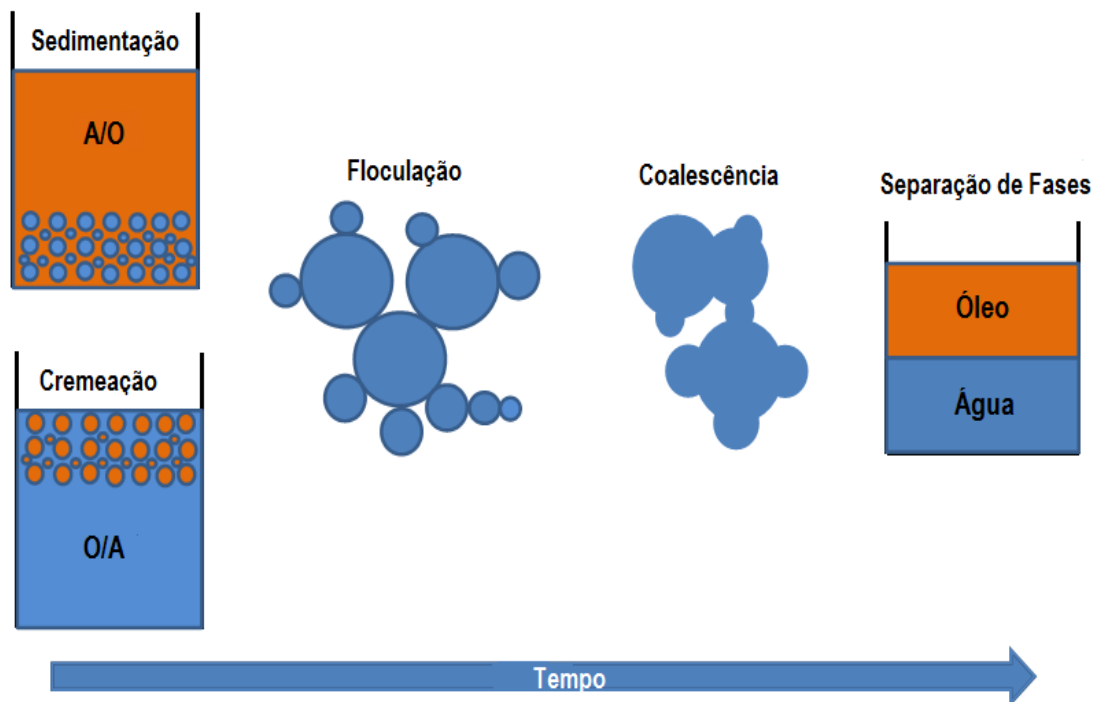 Sedimentação
A/O
Floculação
Coalescência
Separação de Fases
Óleo
Água
Cremeação
O/A
Tempo